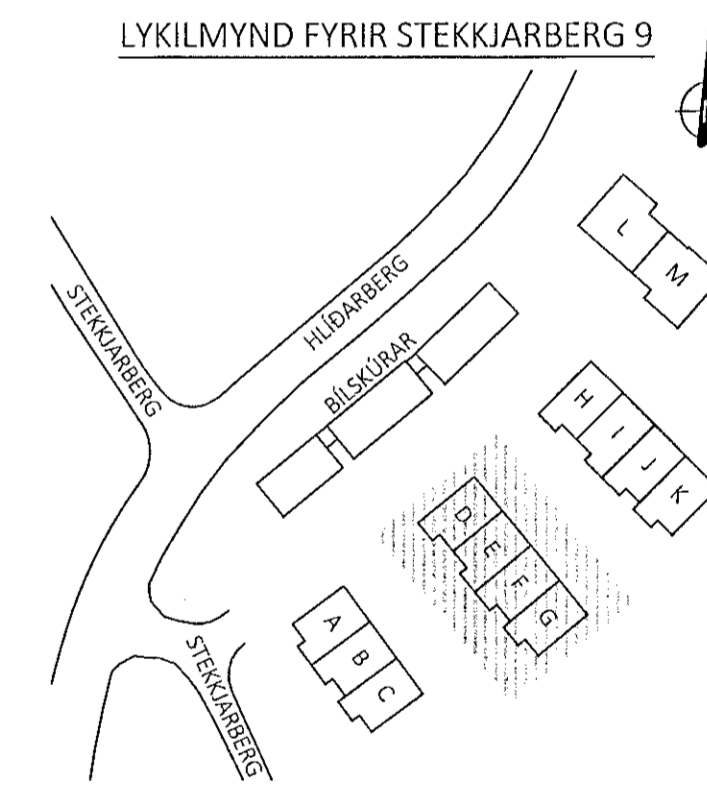 LYKILMYND FYRIR STEKKJARBERG 9
L
M
HLÍÐARBERG
STEKKJARBERG
BÍLSKÚRAR
H
I
J
K
D
E
F
G
A
B
C
STEKKJARBERG